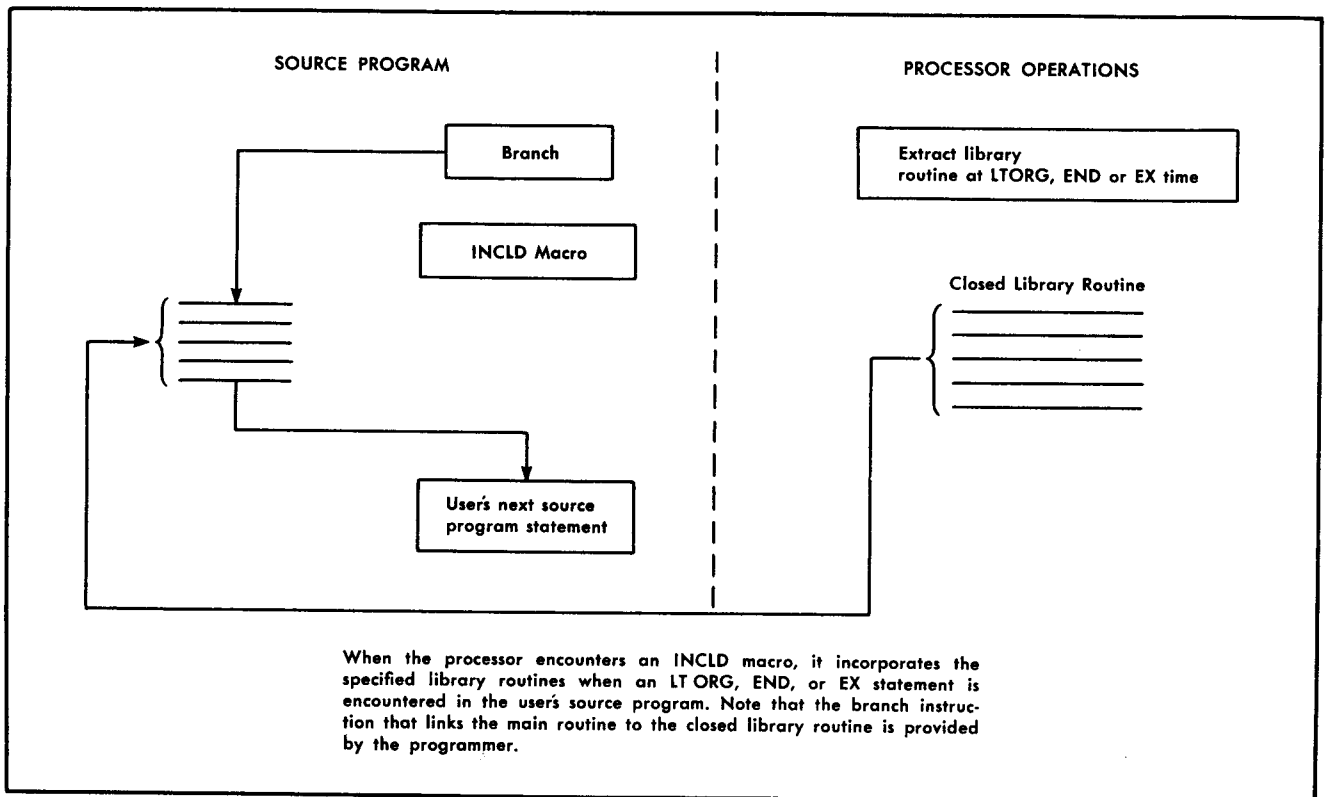 SOURCE PROGRAM
PROCESSOR OPERATIONS
Branch
Extract library
routine at LTORG, END or EX time
INCLD Macro
Closed Library Routine
User's next source
program statement
When the processor encounters an INCLD macro, it incorporates the
specified library routines when an LT ORG, END, or EX statement is
encountered in the user's source program. Note that the branch instruc-
tion that links the main routine to the closed library routine is provided
by the programmer.